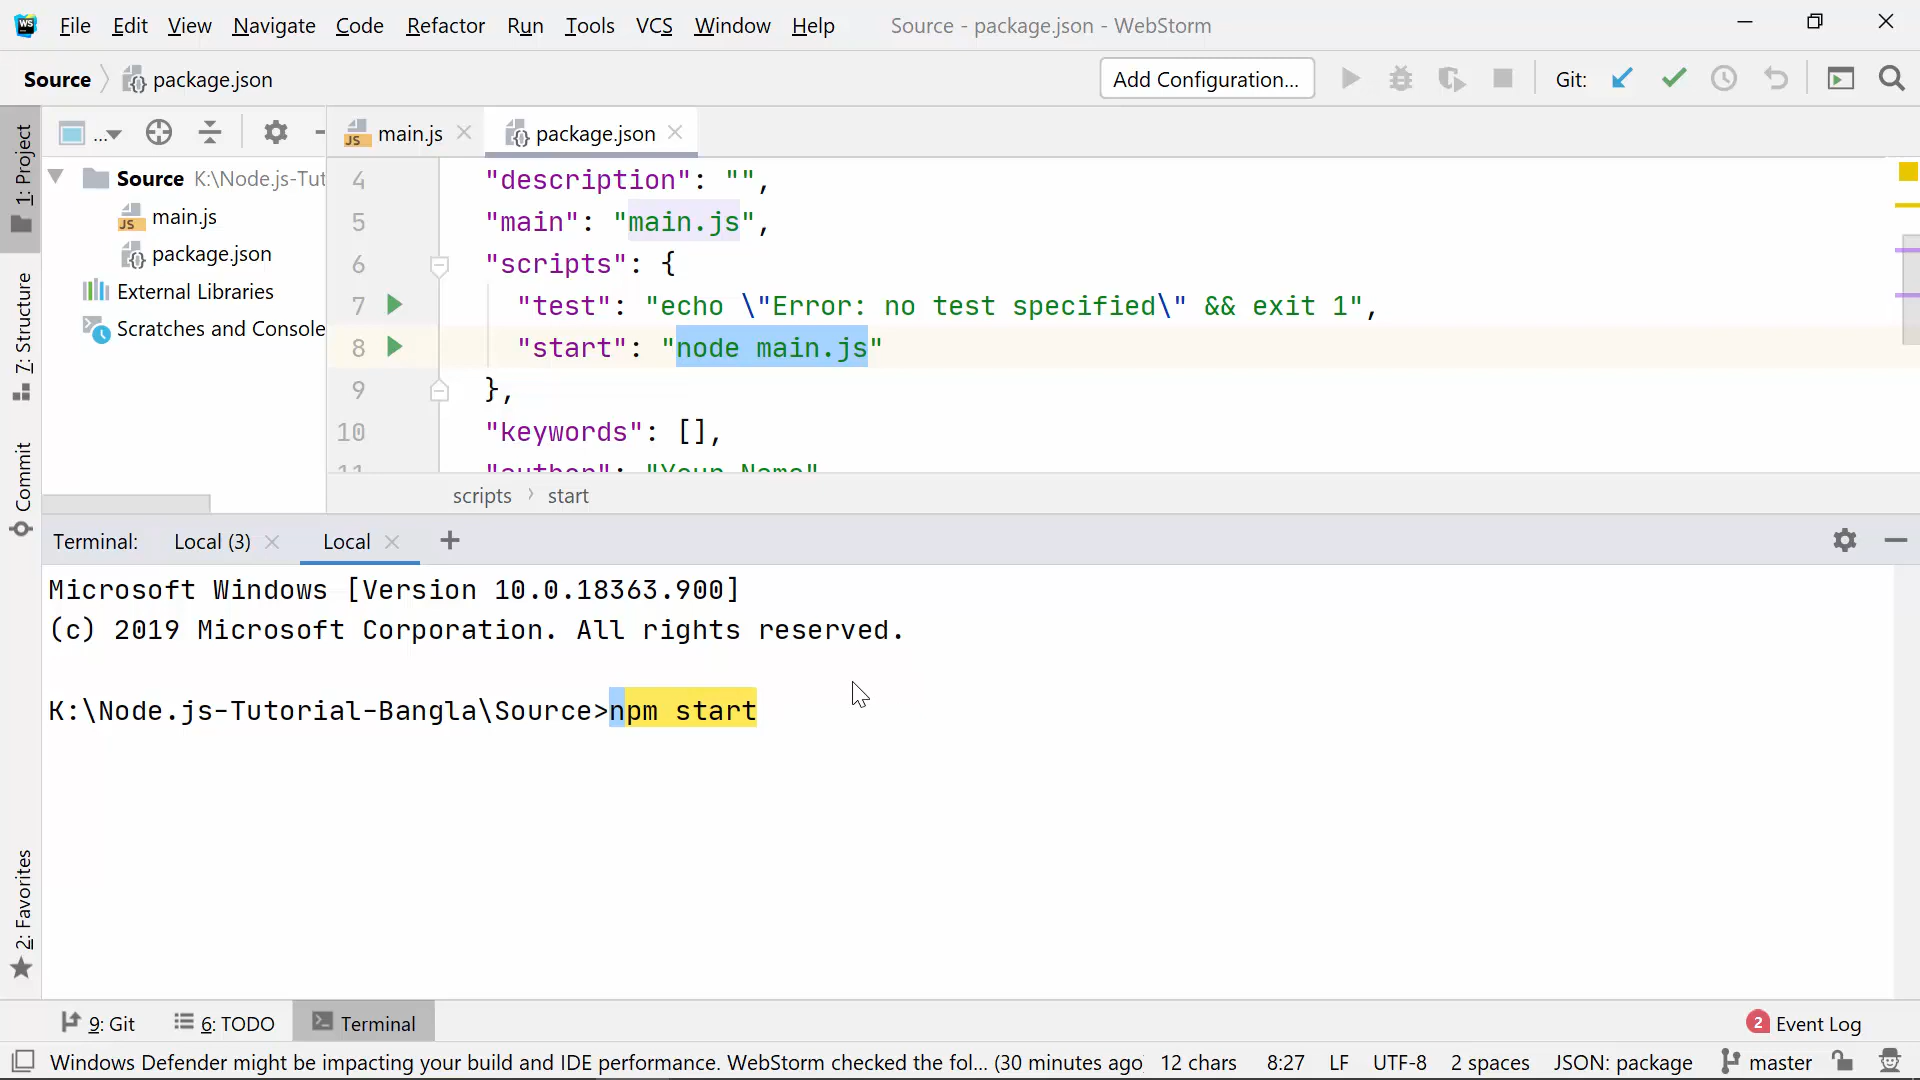 File Edit View Navigate Code Refactor Run Tools VCS Window Help Source - package.json - WebStorm
Source package.json Add Configuration... Git:
1: Project
7: Structure
Commit
2: Favorites
...
Source K:\Node.js-Tut
main.js
package.json
External Libraries
Scratches and Console
main.js package.json
4 "description": "",
5 "main": "main.js",
6 "scripts": {
7 "test": "echo \"Error: no test specified\" && exit 1",
8 "start": "node main.js"
9 },
10 "keywords": [],
11 "author": "Your Name"
scripts › start
Terminal: Local (3) Local +
Microsoft Windows [Version 10.0.18363.900]
(c) 2019 Microsoft Corporation. All rights reserved.
K:\Node.js-Tutorial-Bangla\Source>npm start
9: Git 6: TODO Terminal 2 Event Log
Windows Defender might be impacting your build and IDE performance. WebStorm checked the fol... (30 minutes ago 12 chars 8:27 LF UTF-8 2 spaces JSON: package master